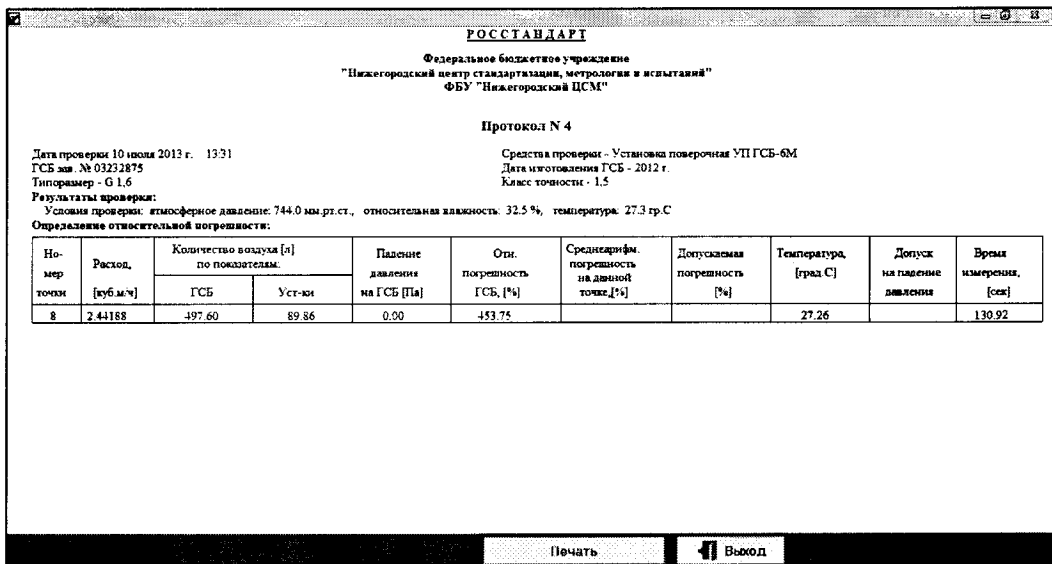 РОССТАНДАРТ
Федеральное бюджетное учреждение
"Нижегородский центр стандартизации, метрологии и испытаний"
ФБУ "Нижегородский ЦСМ"
Протокол N 4
Дата проверки 10 июля 2013 г. 13:31
Средства проверки - Установка поверочная УП ГСБ-6М
ГСБ зав. № 03232875
Дата изготовления ГСБ - 2012 г.
Типоразмер - G 1,6
Класс точности - 1,5
Результаты проверки:
Условия проверки: атмосферное давление: 744.0 мм.рт.ст., относительная влажность: 32.5 %, температура: 27.3 гр.С
Определение относительной погрешности:
Но-
мер
точки
Расход,
[куб.м/ч]
Количество воздуха [л]
по показателям:
ГСБ
Уст-ки
Падение
давления
на ГСБ [Па]
Отн.
погрешность
ГСБ, [%]
Среднеарифм.
погрешность
на данной
точке,[%]
Допускаемая
погрешность
[%]
Температура,
[град.С]
Допуск
на падение
давления
Время
измерения,
[сек]
8 2.44188 497.60 89.86 0.00 453.75 27.26 130.92
Печать
Выход